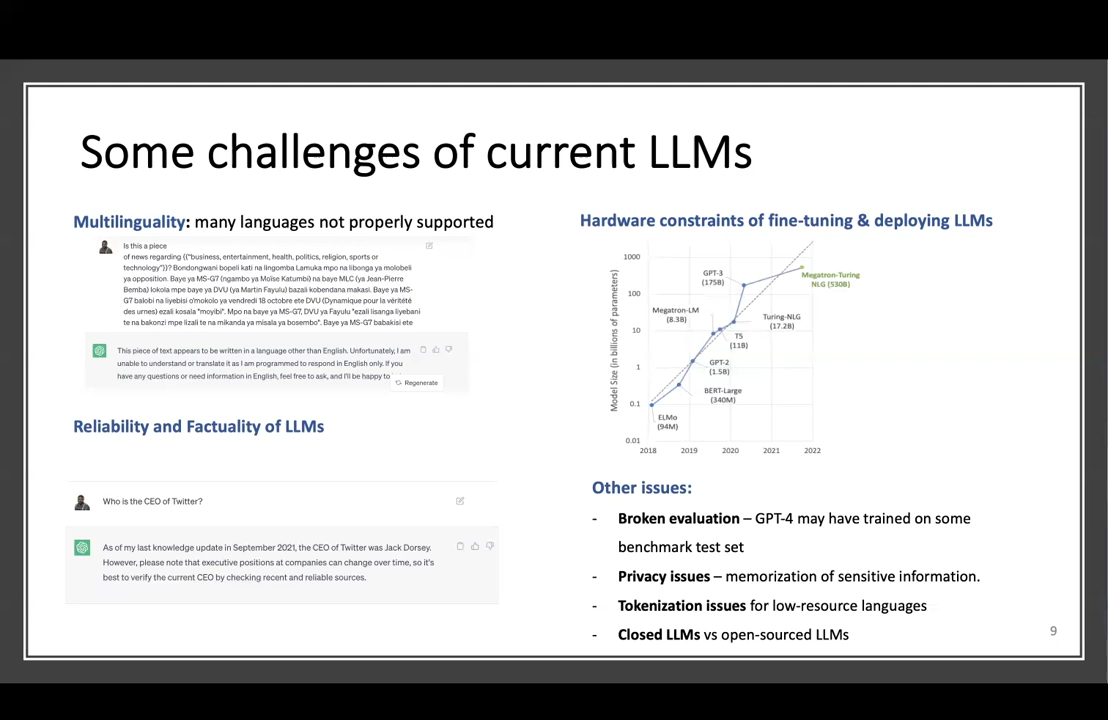 Some challenges of current LLMs
Multilinguality: many languages not properly supported
Is this a piece
of news regarding {{"business, entertainment, health, politics, religion, sports or
technology"}}? Bondongwani bopeli kati na lingomba Lamuka mpo na libonga ya molobeli
ya opposition. Baye ya MS-G7 (ngambo ya Moïse Katumbi) na baye MLC (ya Jean-Pierre
Bemba) lokola mpe baye ya DVU (ya Martin Fayulu) bazali kobendana makasi. Baye ya MS-
G7 balobi na liyebisi o'mokolo ya vendredi 18 octobre ete DVU (Dynamique pour la véritété
des urnes) ezali kosala "moyibi". Mpo na baye ya MS-G7, DVU ya Fayulu "ezali lisanga liyebani
te na bakonzi mpe lizali te na mikanda ya misala ya bosembo". Baye ya MS-G7 babakisi ete
This piece of text appears to be written in a language other than English. Unfortunately, I am
unable to understand or translate it as I am programmed to respond in English only. If you
have any questions or need information in English, feel free to ask, and I'll be happy to
Regenerate
Reliability and Factuality of LLMs
Who is the CEO of Twitter?
As of my last knowledge update in September 2021, the CEO of Twitter was Jack Dorsey.
However, please note that executive positions at companies can change over time, so it's
best to verify the current CEO by checking recent and reliable sources.
Hardware constraints of fine-tuning & deploying LLMs
Model Size (in billions of parameters)
1000
100
10
1
0.1
0.01
2018
2019
2020
2021
2022
ELMo
(94M)
BERT-Large
(340M)
GPT-2
(1.5B)
Megatron-LM
(8.3B)
T5
(11B)
Turing-NLG
(17.2B)
GPT-3
(175B)
Megatron-Turing
NLG (530B)
Other issues:
- Broken evaluation – GPT-4 may have trained on some
benchmark test set
- Privacy issues – memorization of sensitive information.
- Tokenization issues for low-resource languages
- Closed LLMs vs open-sourced LLMs
9